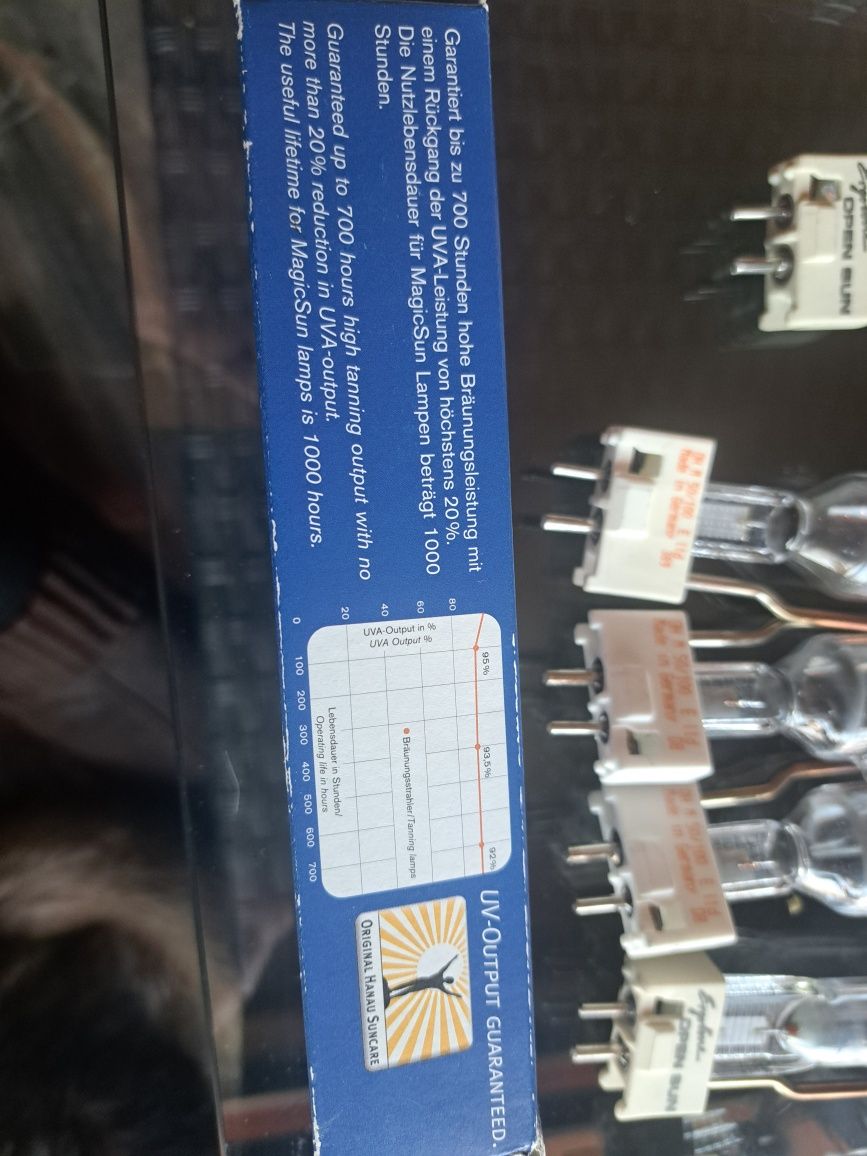 Garantiert bis zu 700 Stunden hohe Bräunungsleistung mit
einem Rückgang der UVA-Leistung von höchstens 20%.
Die Nutzlebensdauer für MagicSun Lampen beträgt 1000
Stunden.
Guaranteed up to 700 hours high tanning output with no
more than 20% reduction in UVA-output.
The useful lifetime for MagicSun lamps is 1000 hours.
95% 93,5% 92%
80
60
40
20
0 100 200 300 400 500 600 700
UVA-Output in %
UVA Output %
Bräunungsstrahler/Tanning lamps
Lebensdauer in Stunden/
Operating life in hours
UV-OUTPUT GUARANTEED.
ORIGINAL HANAU SUNCARE
OPEN SUN
Made in Germany
OPEN SUN